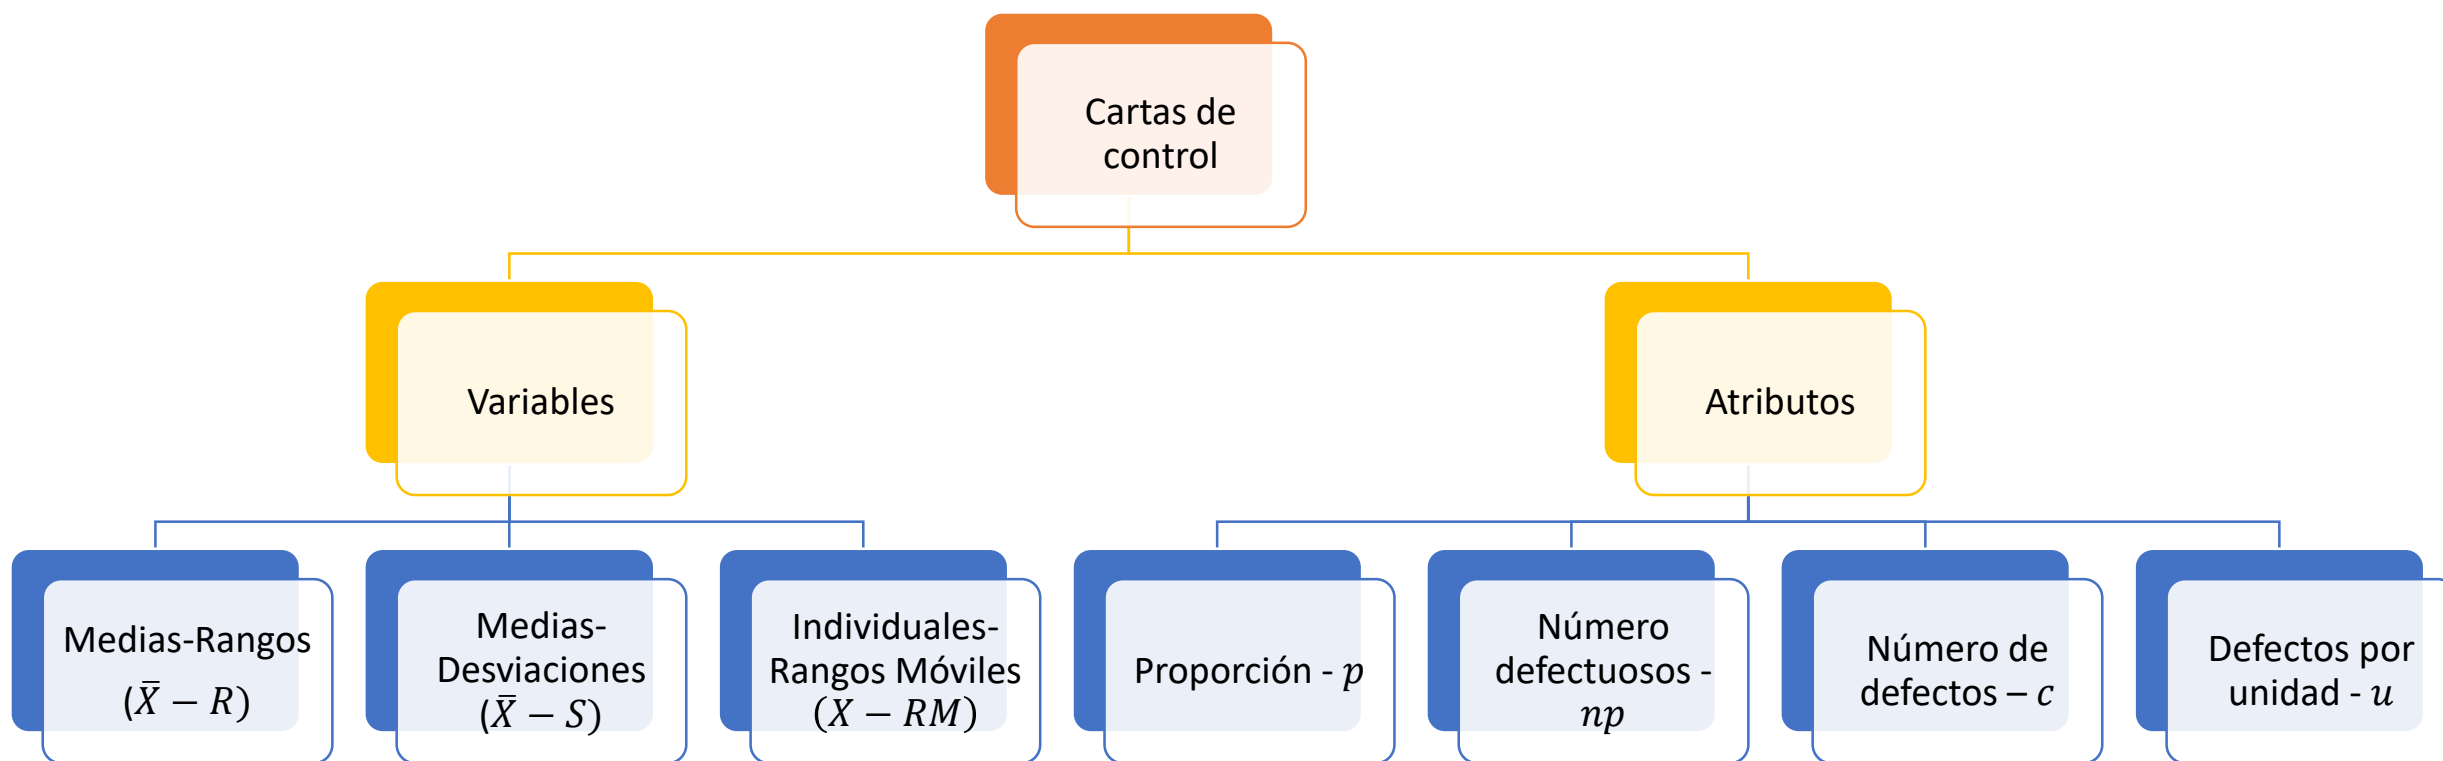 Cartas de
control
Variables
Atributos
Medias-Rangos
(X̄ − R)
Medias-
Desviaciones
(X̄ − S)
Individuales-
Rangos Móviles
(X − RM)
Proporción - p
Número
defectuosos -
np
Número de
defectos – c
Defectos por
unidad - u